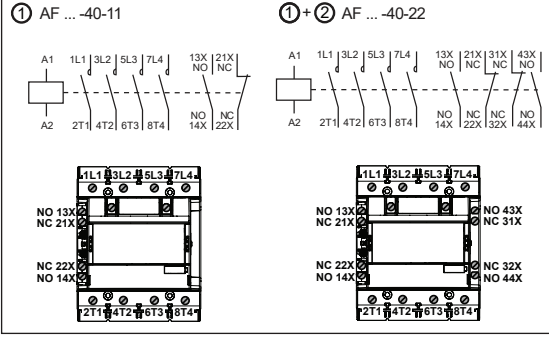 1 AF ... -40-11
A1 1L1 3L2 5L3 7L4 13X NO 21X NC
A2 2T1 4T2 6T3 8T4 NO 14X NC 22X
1L1 3L2 5L3 7L4
NO 13X
NC 21X
NC 22X
NO 14X
2T1 4T2 6T3 8T4
1 + 2 AF ... -40-22
A1 1L1 3L2 5L3 7L4 13X NO 21X NC 31X NC 43X NO
A2 2T1 4T2 6T3 8T4 NO 14X NC 22X NC 32X NO 44X
1L1 3L2 5L3 7L4
NO 13X NO 43X
NC 21X NC 31X
NC 22X NC 32X
NO 14X NO 44X
2T1 4T2 6T3 8T4